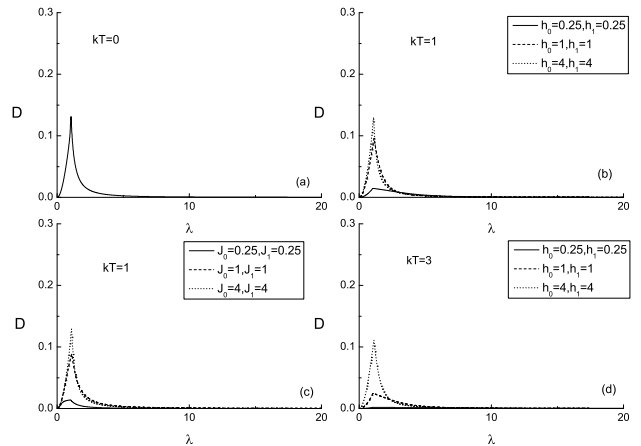 0.3
kT=0
0.2
D
0.1
(a)
0.0
0 10 20
λ
0.3
kT=1
h0=0.25,h1=0.25
h0=1,h1=1
h0=4,h1=4
0.2
D
0.1
(b)
0.0
0 10 20
λ
0.3
kT=1
J0=0.25,J1=0.25
J0=1,J1=1
J0=4,J1=4
0.2
D
0.1
(c)
0.0
0 10 20
λ
0.3
kT=3
h0=0.25,h1=0.25
h0=1,h1=1
h0=4,h1=4
0.2
D
0.1
(d)
0.0
0 10 20
λ